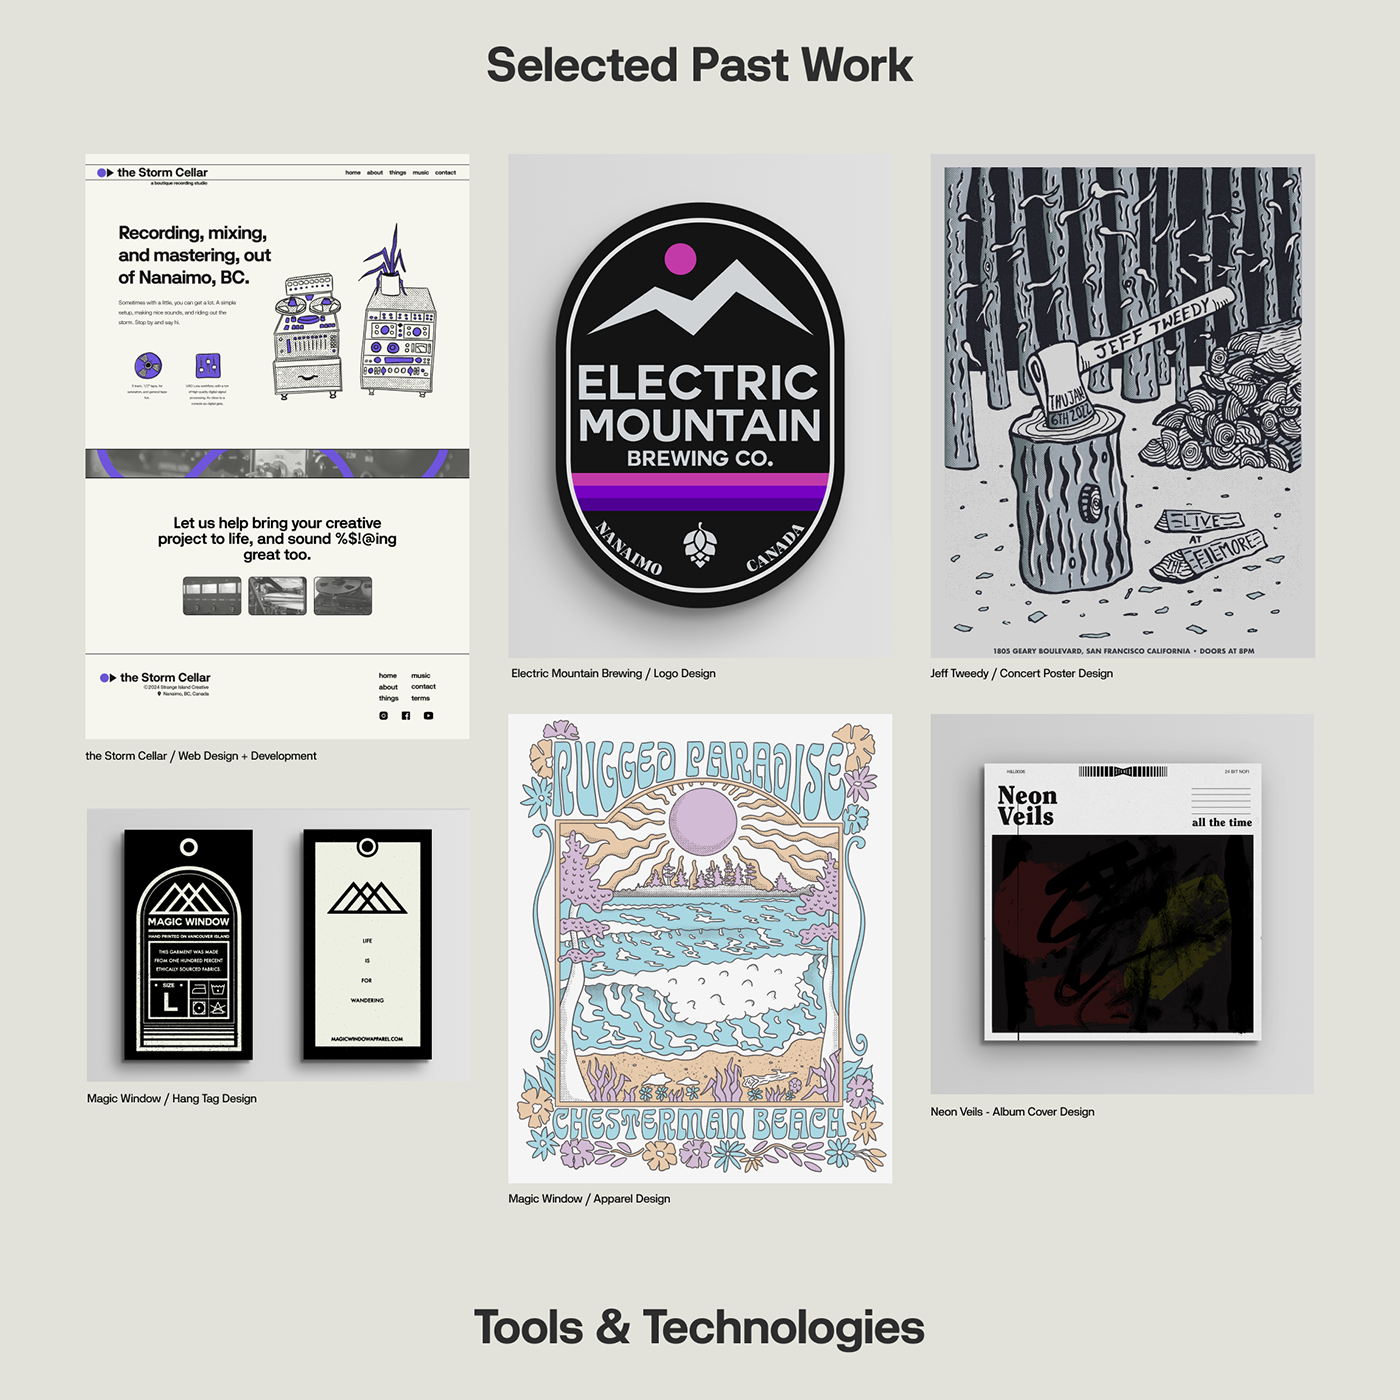 Selected Past Work
the Storm Cellar
a boutique recording studio
home about things music contact
Recording, mixing,
and mastering, out
of Nanaimo, BC.
Sometimes with a little, you can get a lot. A simple
setup, making nice sounds, and riding out the
storm. Stop by and say hi.
Let us help bring your creative
project to life, and sound %$!@ing
great too.
the Storm Cellar
©2024 Strange Island Creative
Nanaimo, BC, Canada
home music
about contact
things terms
the Storm Cellar / Web Design + Development
ELECTRIC
MOUNTAIN
BREWING CO.
NANAIMO CANADA
Electric Mountain Brewing / Logo Design
JEFF TWEEDY
THU JAN
6TH 2022
LIVE
AT
THE FILLMORE
1805 GEARY BOULEVARD, SAN FRANCISCO CALIFORNIA • DOORS AT 8PM
Jeff Tweedy / Concert Poster Design
MAGIC WINDOW
HAND PRINTED ON VANCOUVER ISLAND
THIS GARMENT WAS MADE
FROM ONE HUNDRED PERCENT
ETHICALLY SOURCED FABRICS.
SIZE
L
LIFE
IS
FOR
WANDERING
MAGICWINDOWAPPAREL.COM
Magic Window / Hang Tag Design
RUGGED PARADISE
CHESTERMAN BEACH
Magic Window / Apparel Design
24 BIT NOFI
Neon
Veils
all the time
Neon Veils - Album Cover Design
Tools & Technologies